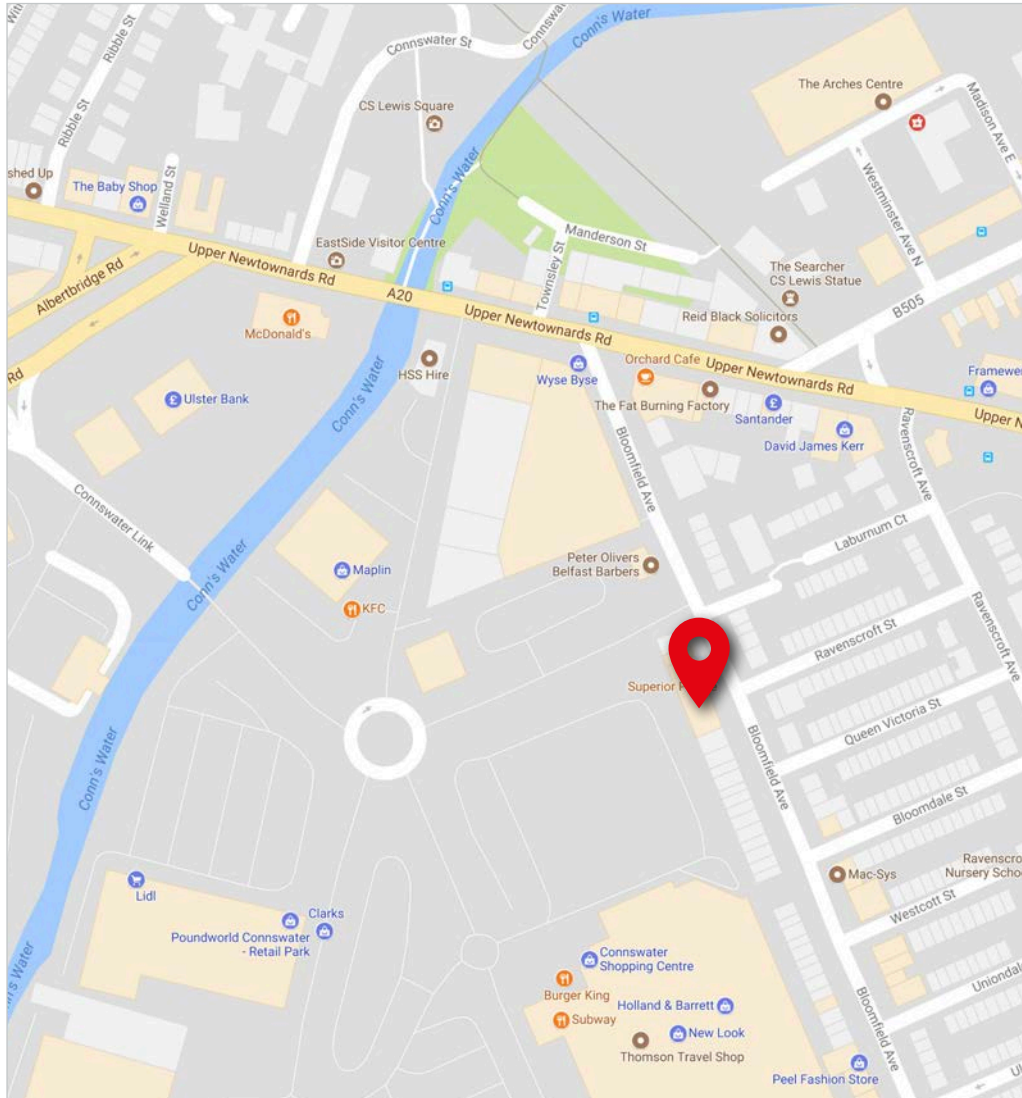 Ribble St
Ribble St
Connswater St
Conn's Water
The Arches Centre
CS Lewis Square
Madison Ave E
Conn's Water
Westminster Ave N
shed Up
The Baby Shop
Welland St
Manderson St
Townsley St
EastSide Visitor Centre
Upper Newtownards Rd
Albertbridge Rd
A20
The Searcher
CS Lewis Statue
B505
Upper Newtownards Rd
Reid Black Solicitors
McDonald's
HSS Hire
Wyse Byse
Orchard Cafe
Upper Newtownards Rd
Framewer
Rd
Ulster Bank
Conn's Water
The Fat Burning Factory
Santander
David James Kerr
Upper N
Ravenscroft Ave
Bloomfield Ave
Connswater Link
Laburnum Ct
Peter Olivers
Belfast Barbers
Maplin
Conn's Water
KFC
Ravenscroft St
Ravenscroft Ave
Superior
Queen Victoria St
Bloomfield Ave
Conn's Water
Bloomdale St
Mac-Sys
Ravenscro
Nursery Schoo
Lidl
Clarks
Poundworld Connswater
- Retail Park
Westcott St
Connswater
Shopping Centre
Burger King
Holland & Barrett
Subway
New Look
Thomson Travel Shop
Uniondale
Bloomfield Ave
Peel Fashion Store